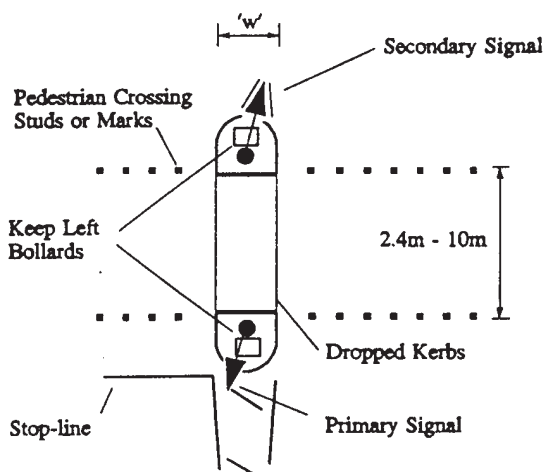 'w'
Secondary Signal
Pedestrian Crossing
Studs or Marks
Keep Left
Bollards
2.4m - 10m
Dropped Kerbs
Stop-line
Primary Signal